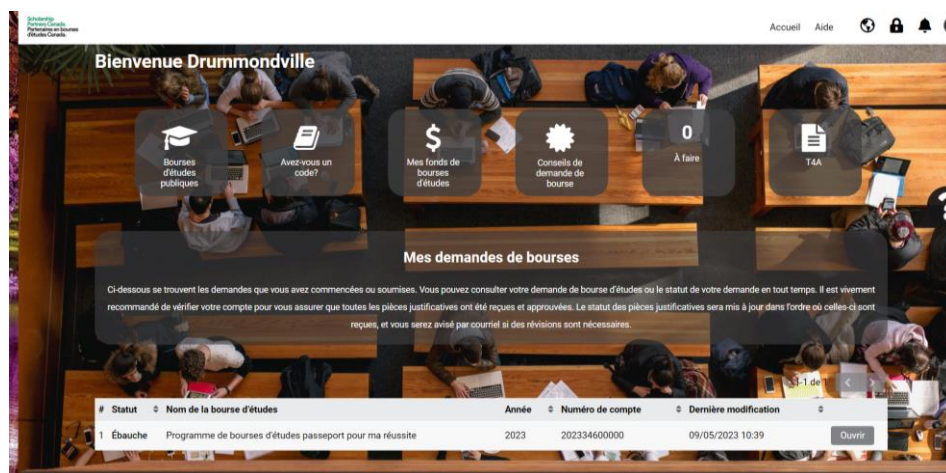 Scholarship
Partners Canada.
Partenaires en bourses
d'études Canada.
Accueil Aide
Bienvenue Drummondville
Bourses
d'études
publiques
Avez-vous un
code?
$
Mes fonds de
bourses
d'études
Conseils de
demande de
bourse
0
À faire
T4A
Mes demandes de bourses
Ci-dessous se trouvent les demandes que vous avez commencées ou soumises. Vous pouvez consulter votre demande de bourse d'études ou le statut de votre demande en tout temps. Il est vivement
recommandé de vérifier votre compte pour vous assurer que toutes les pièces justificatives ont été reçues et approuvées. Le statut des pièces justificatives sera mis à jour dans l'ordre où celles-ci sont
reçues, et vous serez avisé par courriel si des révisions sont nécessaires.
1-1 de 1
# Statut Nom de la bourse d'études Année Numéro de compte Dernière modification
1 Ébauche Programme de bourses d'études passeport pour ma réussite 2023 202334600000 09/05/2023 10:39 Ouvrir